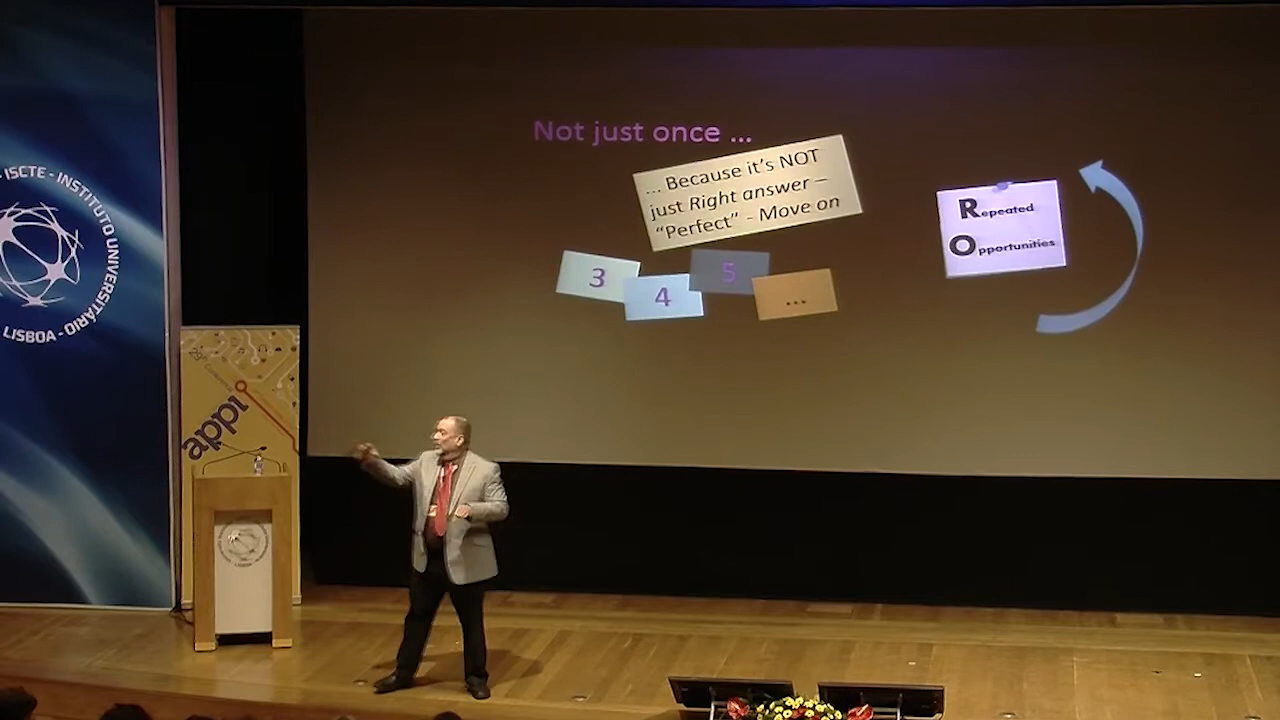 Not just once ...
... Because it's NOT
just Right answer –
"Perfect" - Move on
3
4
5
...
Repeated
Opportunities
ISCTE - INSTITUTO UNIVERSITÁRIO
LISBOA
29th
appi